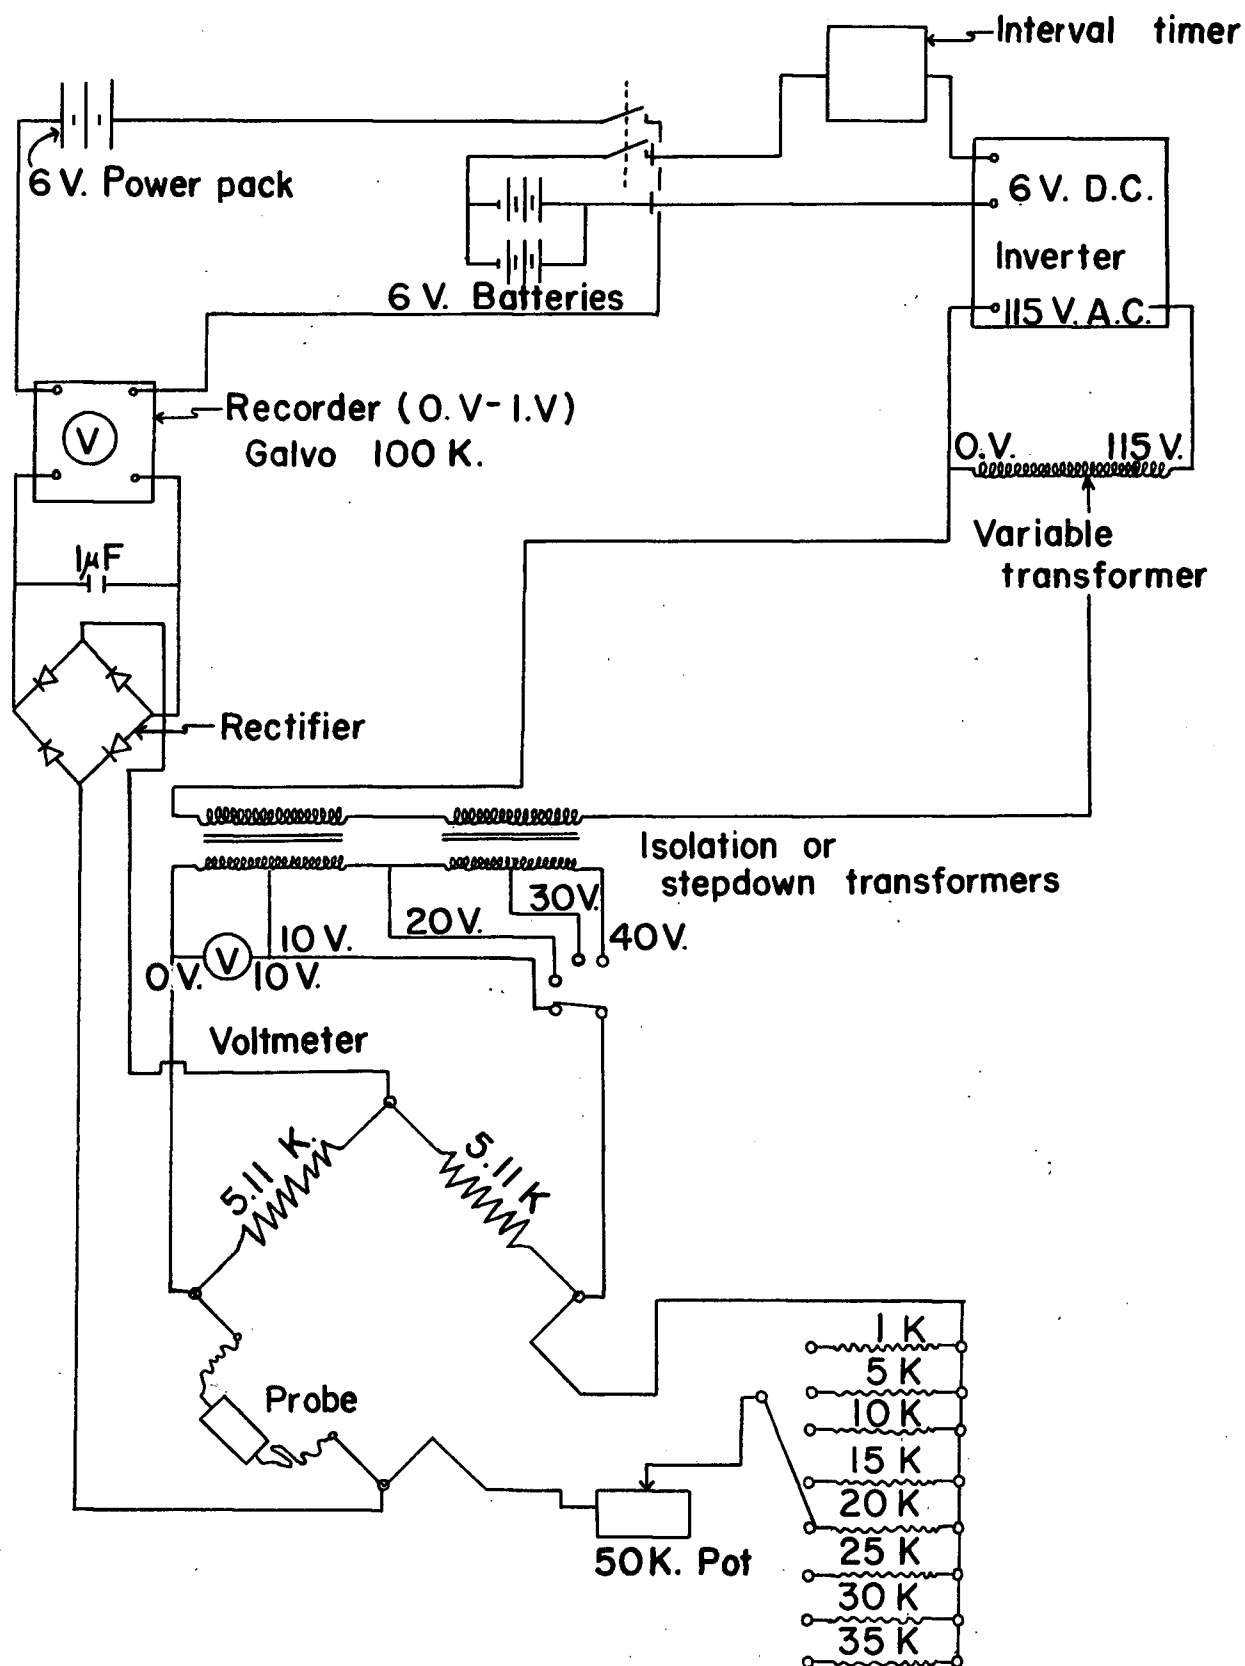 Interval timer
6 V. Power pack
6 V. D.C.
Inverter
115 V. A.C.
6 V. Batteries
Recorder (0. V-1. V)
Galvo 100 K.
V
0. V. 115 V.
Variable
transformer
1µF
Rectifier
Isolation or
stepdown transformers
30 V.
20 V.
40 V.
10 V.
V
0 V. 10 V.
Voltmeter
5.11 K.
5.11 K
Probe
1 K
5 K
10 K
15 K
20 K
25 K
30 K
35 K
50 K. Pot